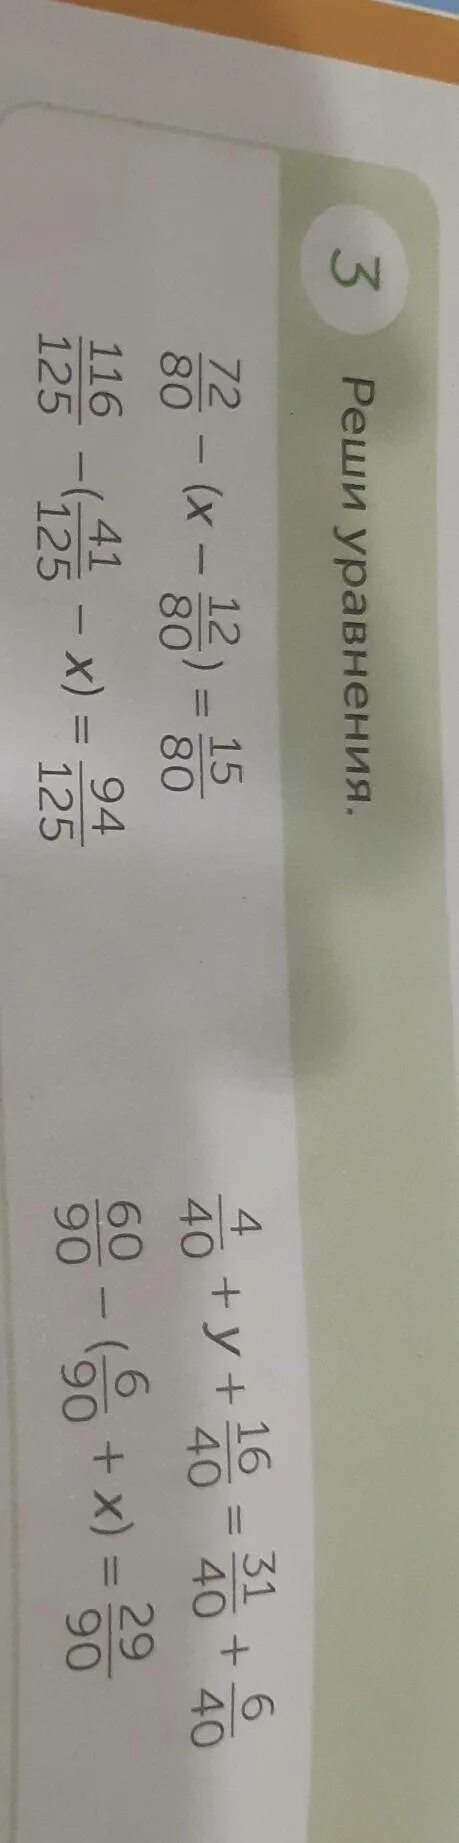 3 Реши уравнения.
72/80 – (x – 12/80) = 15/80
4/40 + y + 16/40 = 31/40 + 6/40
116/125 – (41/125 – x) = 94/125
60/90 – (6/90 + x) = 29/90